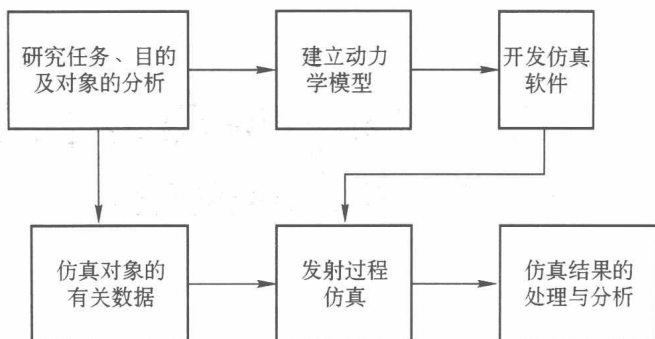 研究任务、目的
及对象的分析
建立动力
学模型
开发仿真
软件
仿真对象的
有关数据
发射过程
仿真
仿真结果的
处理与分析